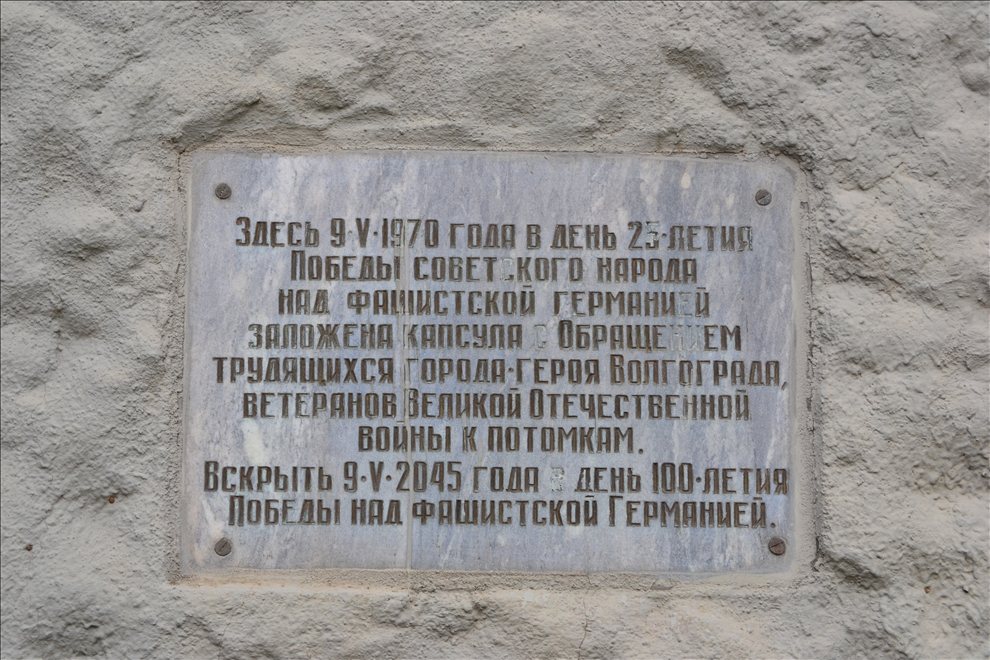 Здесь 9·V·1970 года в день 25·летия
Победы советского народа
над фашистской германией
заложена капсула с Обращением
трудящихся города·героя Волгограда,
ветеранов Великой Отечественной
войны к потомкам.
Вскрыть 9·V·2045 года в день 100·летия
Победы над фашистской Германией.